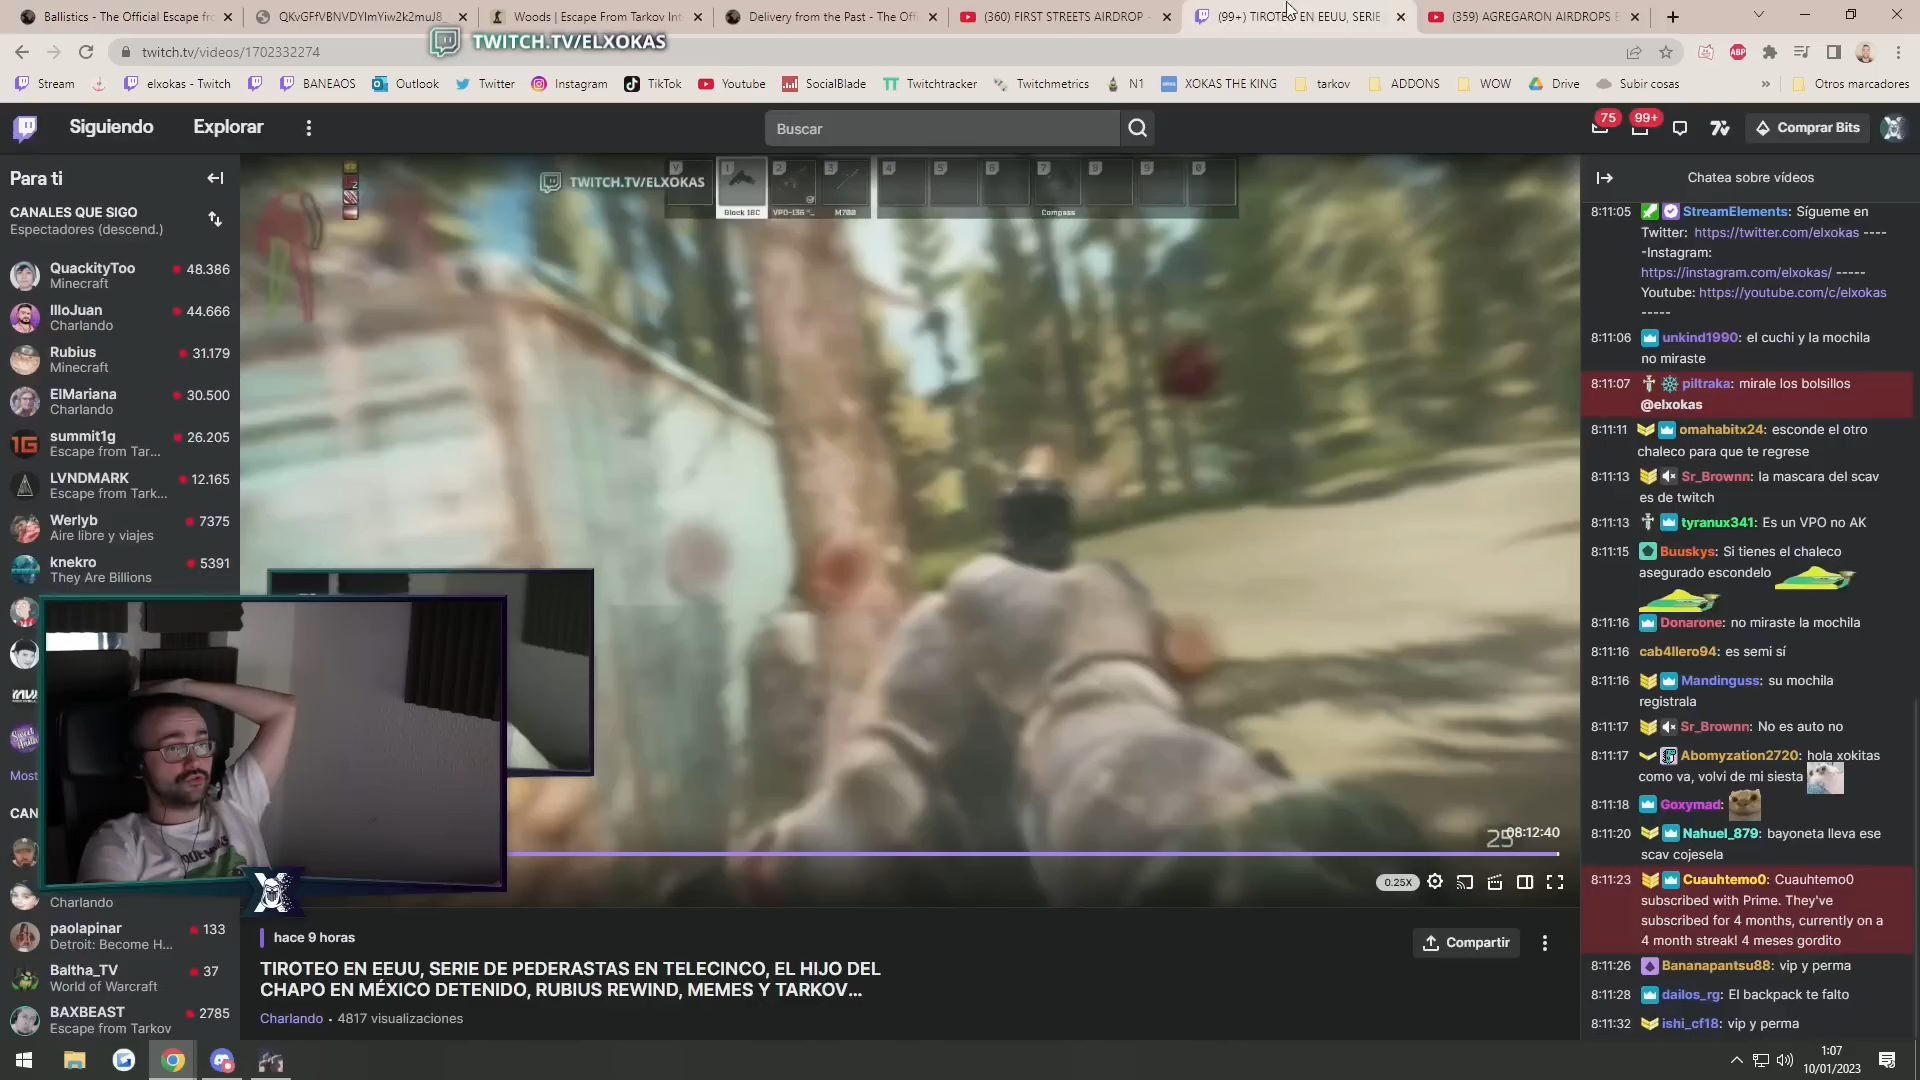 Ballistics - The Official Escape fr
QKvGFfVBNVDYlmYiw2k2muJ8
Woods | Escape From Tarkov Int
Delivery from the Past - The Offi
(360) FIRST STREETS AIRDROP -
(99+) TIROTEO EN EEUU, SERIE
(359) AGREGARON AIRDROPS E
twitch.tv/videos/1702332274
TWITCH.TV/ELXOKAS
ABP
Stream
elxokas - Twitch
BANEAOS
Outlook
Twitter
Instagram
TikTok
Youtube
SocialBlade
Twitchtracker
Twitchmetrics
N1
XOKAS THE KING
tarkov
ADDONS
WOW
Drive
Subir cosas
»
Otros marcadores
Siguiendo
Explorar
Buscar
75
99+
Comprar Bits
Para ti
CANALES QUE SIGO
Espectadores (descend.)
QuackityToo
48.386
Minecraft
IlloJuan
44.666
Charlando
Rubius
31.179
Minecraft
ElMariana
30.500
Charlando
summit1g
26.205
Escape from Tar...
LVNDMARK
12.165
Escape from Tark...
Werlyb
7375
Aire libre y viajes
knekro
5391
They Are Billions
Most
CAN
Charlando
paolapinar
133
Detroit: Become H...
Baltha_TV
37
World of Warcraft
BAXBEAST
2785
Escape from Tarkov
TWITCH.TV/ELXOKAS
V
1
2
3
4
5
6
7
8
9
0
Glock 18C
VPO-136
M700
Compass
25
08:12:40
0.25X
hace 9 horas
Compartir
TIROTEO EN EEUU, SERIE DE PEDERASTAS EN TELECINCO, EL HIJO DEL
CHAPO EN MÉXICO DETENIDO, RUBIUS REWIND, MEMES Y TARKOV...
Charlando • 4817 visualizaciones
Chatea sobre vídeos
8:11:05 StreamElements: Sígueme en
Twitter: https://twitter.com/elxokas ----
-Instagram:
https://instagram.com/elxokas/ -----
Youtube: https://youtube.com/c/elxokas
-----
8:11:06 unkind1990: el cuchi y la mochila
no miraste
8:11:07 piltraka: mirale los bolsillos
@elxokas
8:11:11 omahabitx24: esconde el otro
chaleco para que te regrese
8:11:13 Sr_Brownn: la mascara del scav
es de twitch
8:11:13 tyranux341: Es un VPO no AK
8:11:15 Buuskys: Si tienes el chaleco
asegurado escondelo
8:11:16 Donarone: no miraste la mochila
8:11:16 cab4llero94: es semi sí
8:11:16 Mandinguss: su mochila
registrala
8:11:17 Sr_Brownn: No es auto no
8:11:17 Abomyzation2720: hola xokitas
como va, volvi de mi siesta
8:11:18 Goxymad:
8:11:20 Nahuel_879: bayoneta lleva ese
scav cojesela
8:11:23 Cuauhtemo0: Cuauhtemo0
subscribed with Prime. They've
subscribed for 4 months, currently on a
4 month streak! 4 meses gordito
8:11:26 Bananapantsu88: vip y perma
8:11:28 dailos_rg: El backpack te falto
8:11:32 ishi_cf18: vip y perma
1:07
10/01/2023